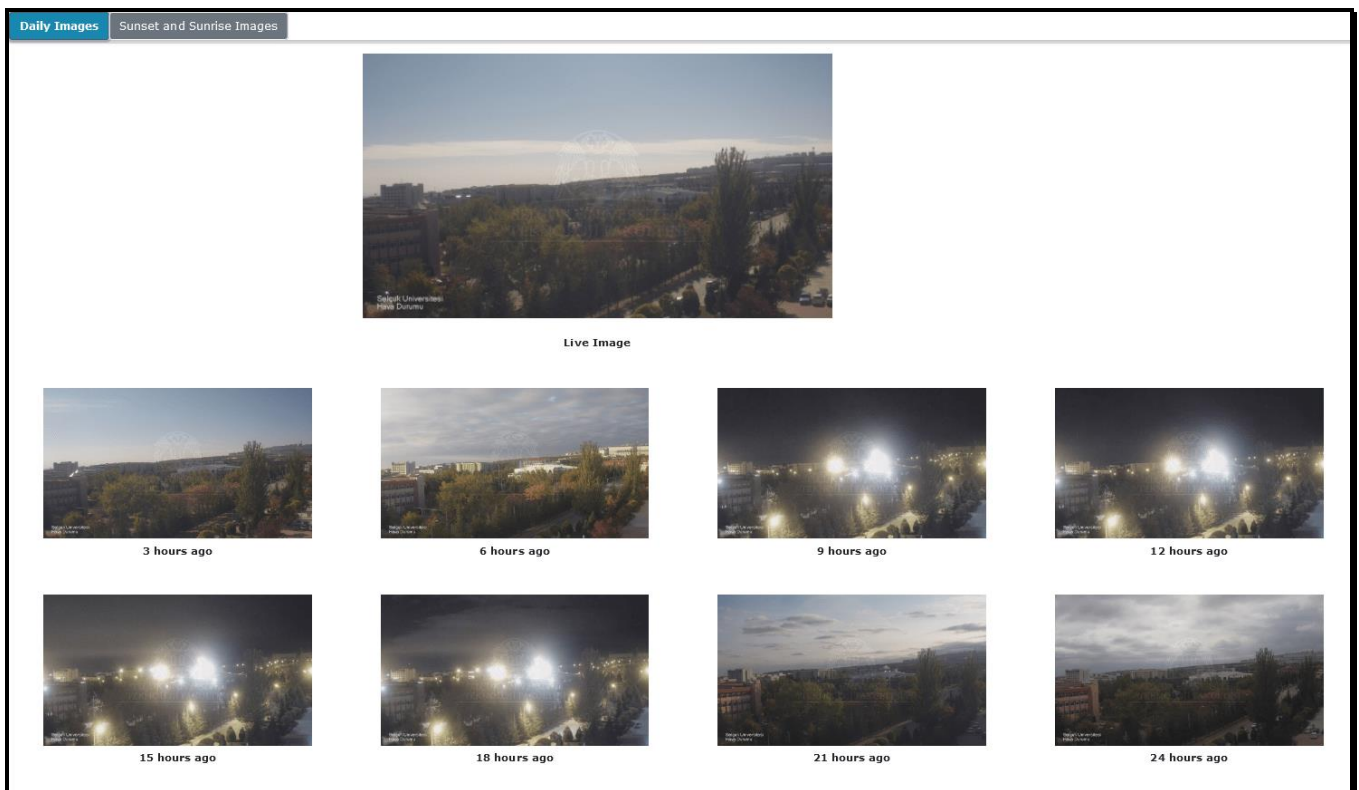 Daily Images
Sunset and Sunrise Images
Selçuk Üniversitesi
Hava Durumu
Live Image
3 hours ago
6 hours ago
9 hours ago
12 hours ago
15 hours ago
18 hours ago
21 hours ago
24 hours ago